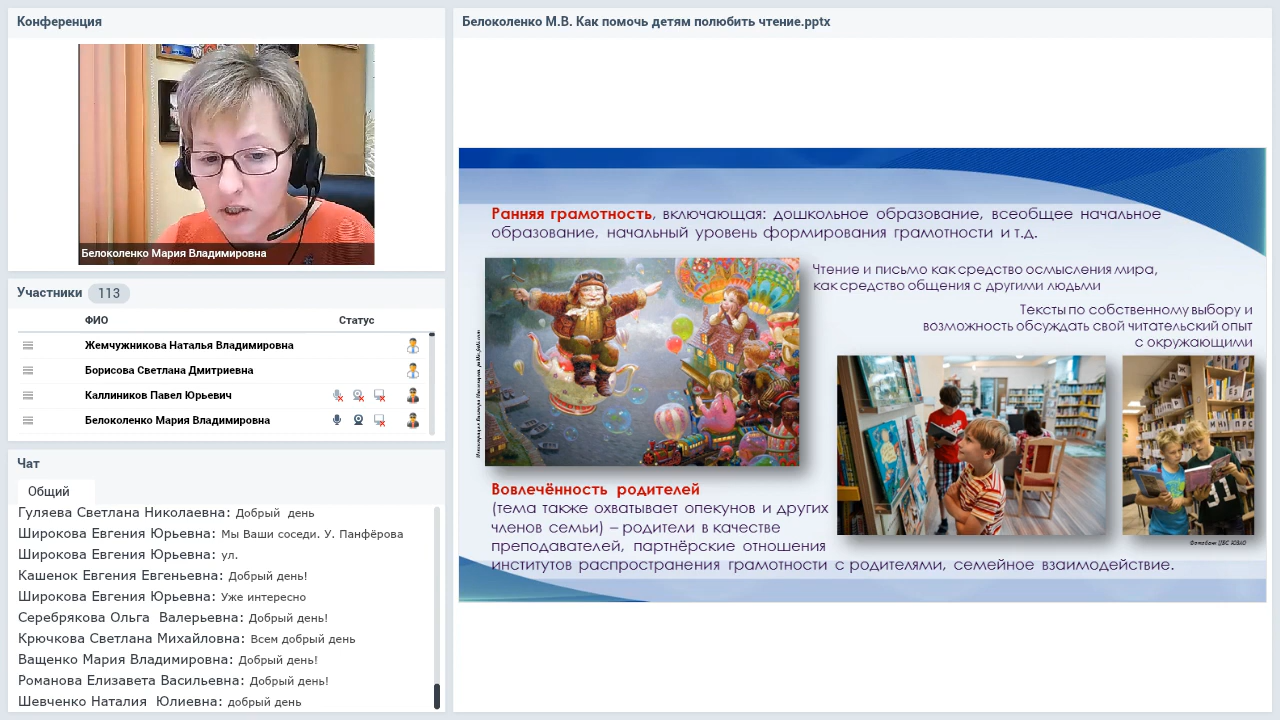 Конференция
Белоколенко Мария Владимировна
Участники 113
ФИО Статус
Жемчужникова Наталья Владимировна
Борисова Светлана Дмитриевна
Каллиников Павел Юрьевич
Белоколенко Мария Владимировна
Чат
Общий
Гуляева Светлана Николаевна: Добрый день
Широкова Евгения Юрьевна: Мы Ваши соседи. У. Панфёрова
Широкова Евгения Юрьевна: ул.
Кашенок Евгения Евгеньевна: Добрый день!
Широкова Евгения Юрьевна: Уже интересно
Серебрякова Ольга Валерьевна: Добрый день!
Крючкова Светлана Михайловна: Всем добрый день
Ващенко Мария Владимировна: Добрый день!
Романова Елизавета Васильевна: Добрый день!
Шевченко Наталия Юлиевна: добрый день
Белоколенко М.В. Как помочь детям полюбить чтение.pptx
Ранняя грамотность, включающая: дошкольное образование, всеобщее начальное
образование, начальный уровень формирования грамотности и т.д.
Чтение и письмо как средство осмысления мира,
как средство общения с другими людьми
Тексты по собственному выбору и
возможность обсуждать свой читательский опыт
с окружающими
Вовлечённость родителей
(тема также охватывает опекунов и других
членов семьи) – родители в качестве
преподавателей, партнёрские отношения
институтов распространения грамотности с родителями, семейное взаимодействие.
Фотобанк ЦБС ЮЗАО